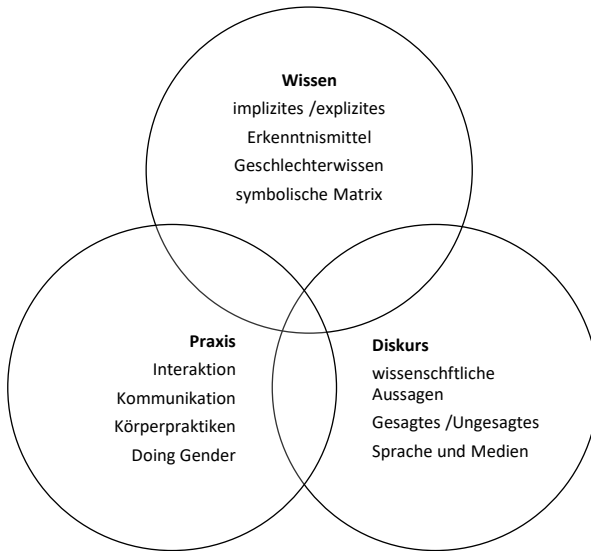 Wissen
implizites /explizites
Erkenntnismittel
Geschlechterwissen
symbolische Matrix
Praxis
Interaktion
Kommunikation
Körperpraktiken
Doing Gender
Diskurs
wissenschftliche
Aussagen
Gesagtes /Ungesagtes
Sprache und Medien